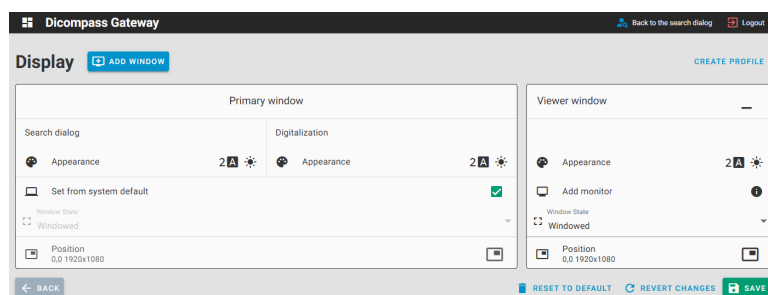 Dicompass Gateway
Back to the search dialog
Logout
Display
ADD WINDOW
CREATE PROFILE
Primary window
Search dialog
Digitalization
Appearance
2 A
Appearance
2 A
Set from system default
Window State
Windowed
Position
0,0 1920x1080
Viewer window
Appearance
2 A
Add monitor
Window State
Windowed
Position
0,0 1920x1080
BACK
RESET TO DEFAULT
REVERT CHANGES
SAVE